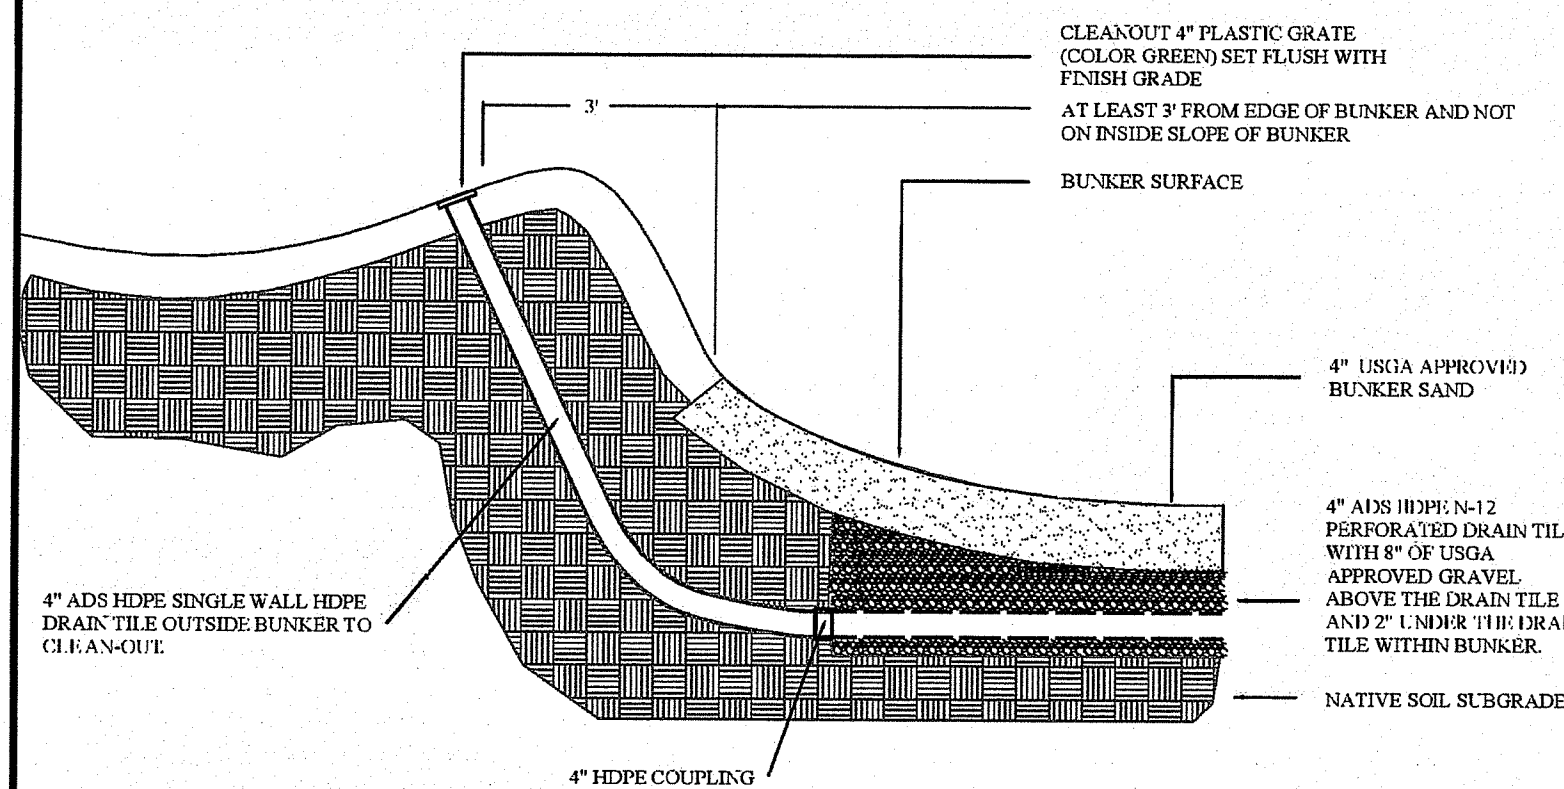 CLEANOUT 4" PLASTIC GRATE
(COLOR GREEN) SET FLUSH WITH
FINISH GRADE
3'
AT LEAST 3' FROM EDGE OF BUNKER AND NOT
ON INSIDE SLOPE OF BUNKER
BUNKER SURFACE
4" USGA APPROVED
BUNKER SAND
4" ADS HDPE N-12
PERFORATED DRAIN TIL
WITH 8" OF USGA
APPROVED GRAVEL
ABOVE THE DRAIN TILE
AND 2" UNDER THE DRAI
TILE WITHIN BUNKER.
4" ADS HDPE SINGLE WALL HDPE
DRAIN TILE OUTSIDE BUNKER TO
CLEAN-OUT.
NATIVE SOIL SUBGRADE
4" HDPE COUPLING